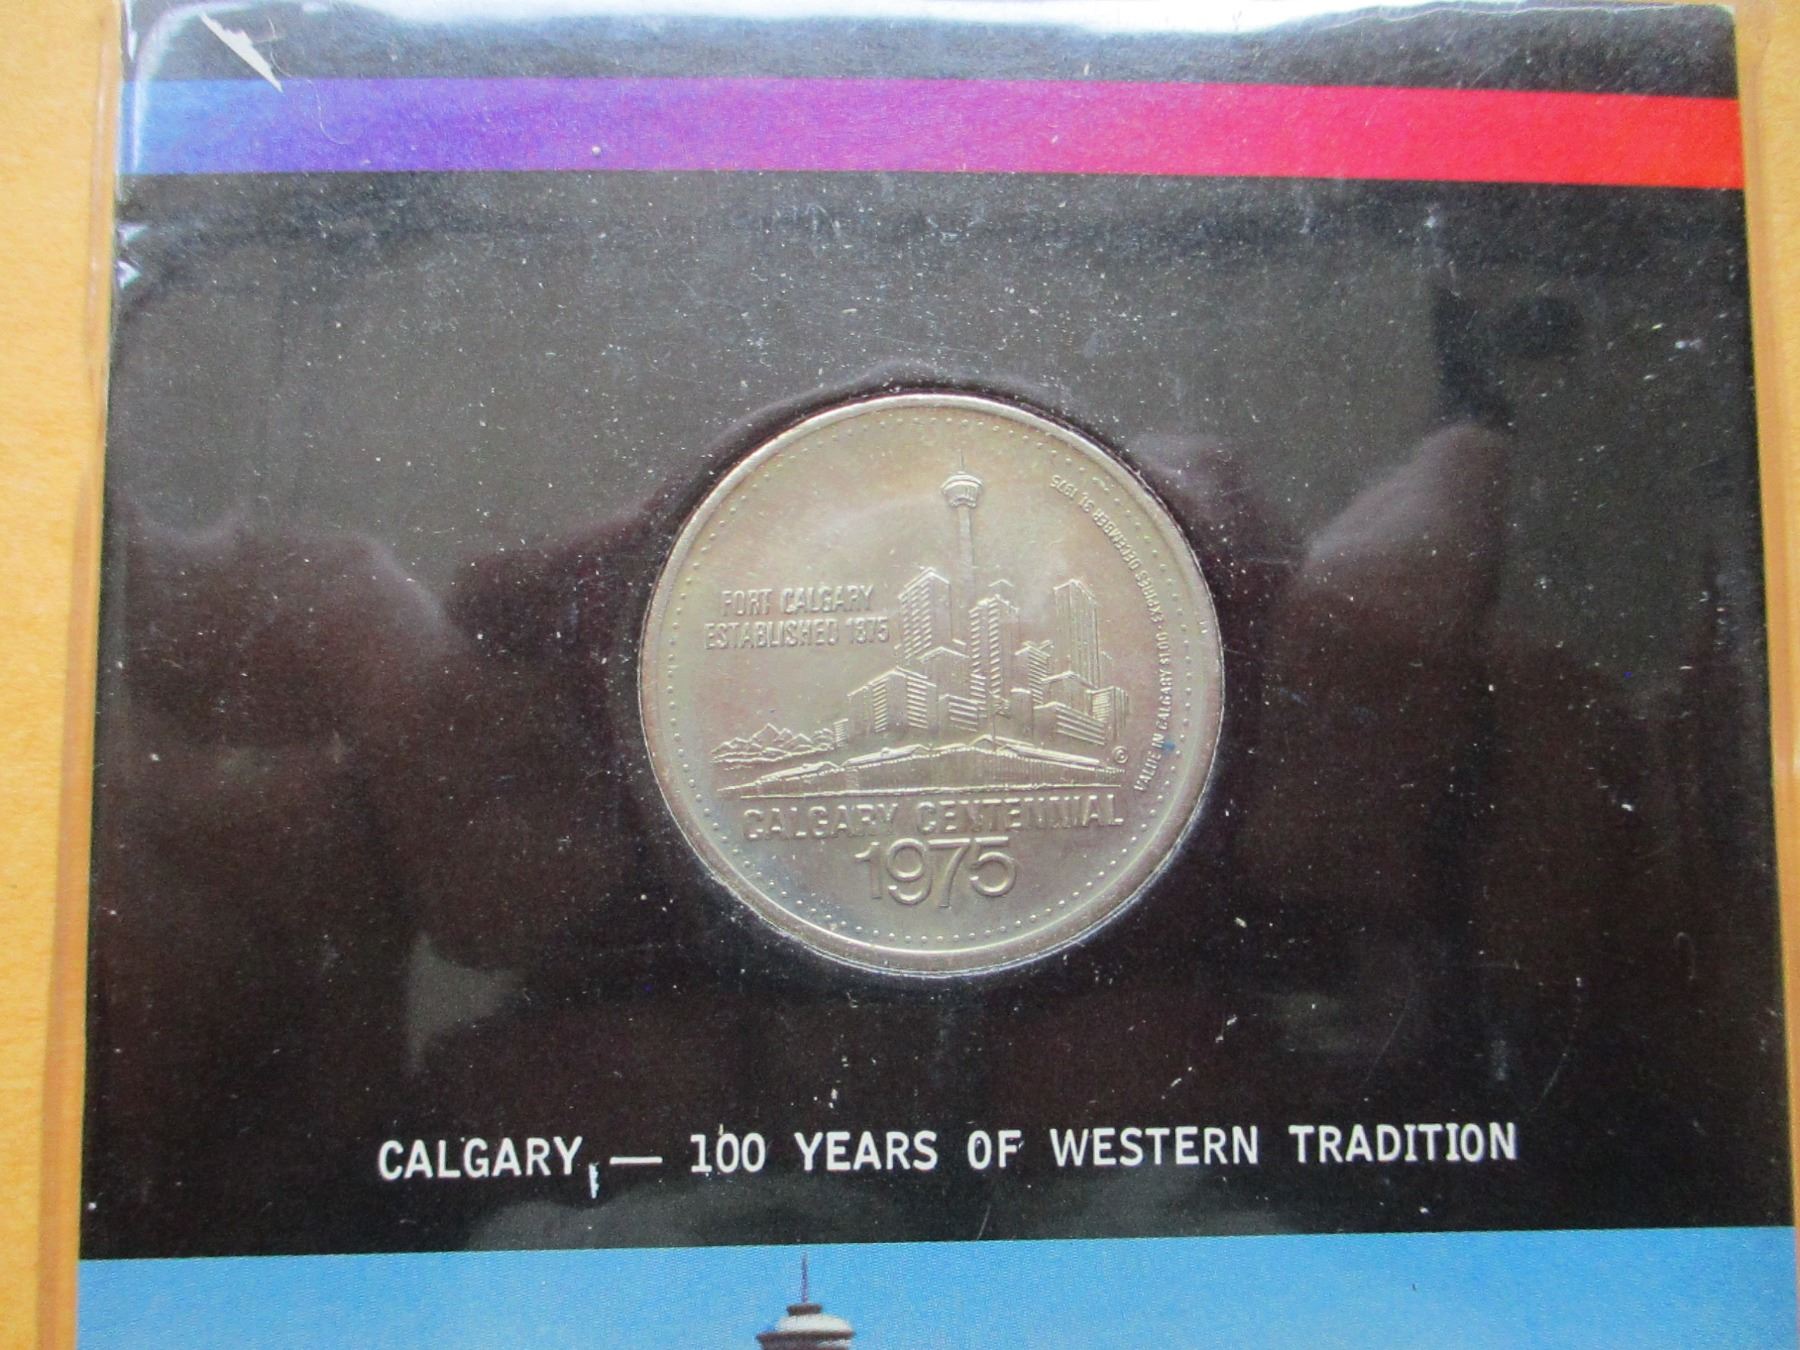 FORT CALGARY
ESTABLISHED 1875
VALUE IN CALGARY $1.00 - EXPIRES DECEMBER 31 1975
©
CALGARY CENTENNIAL
1975
CALGARY — 100 YEARS OF WESTERN TRADITION